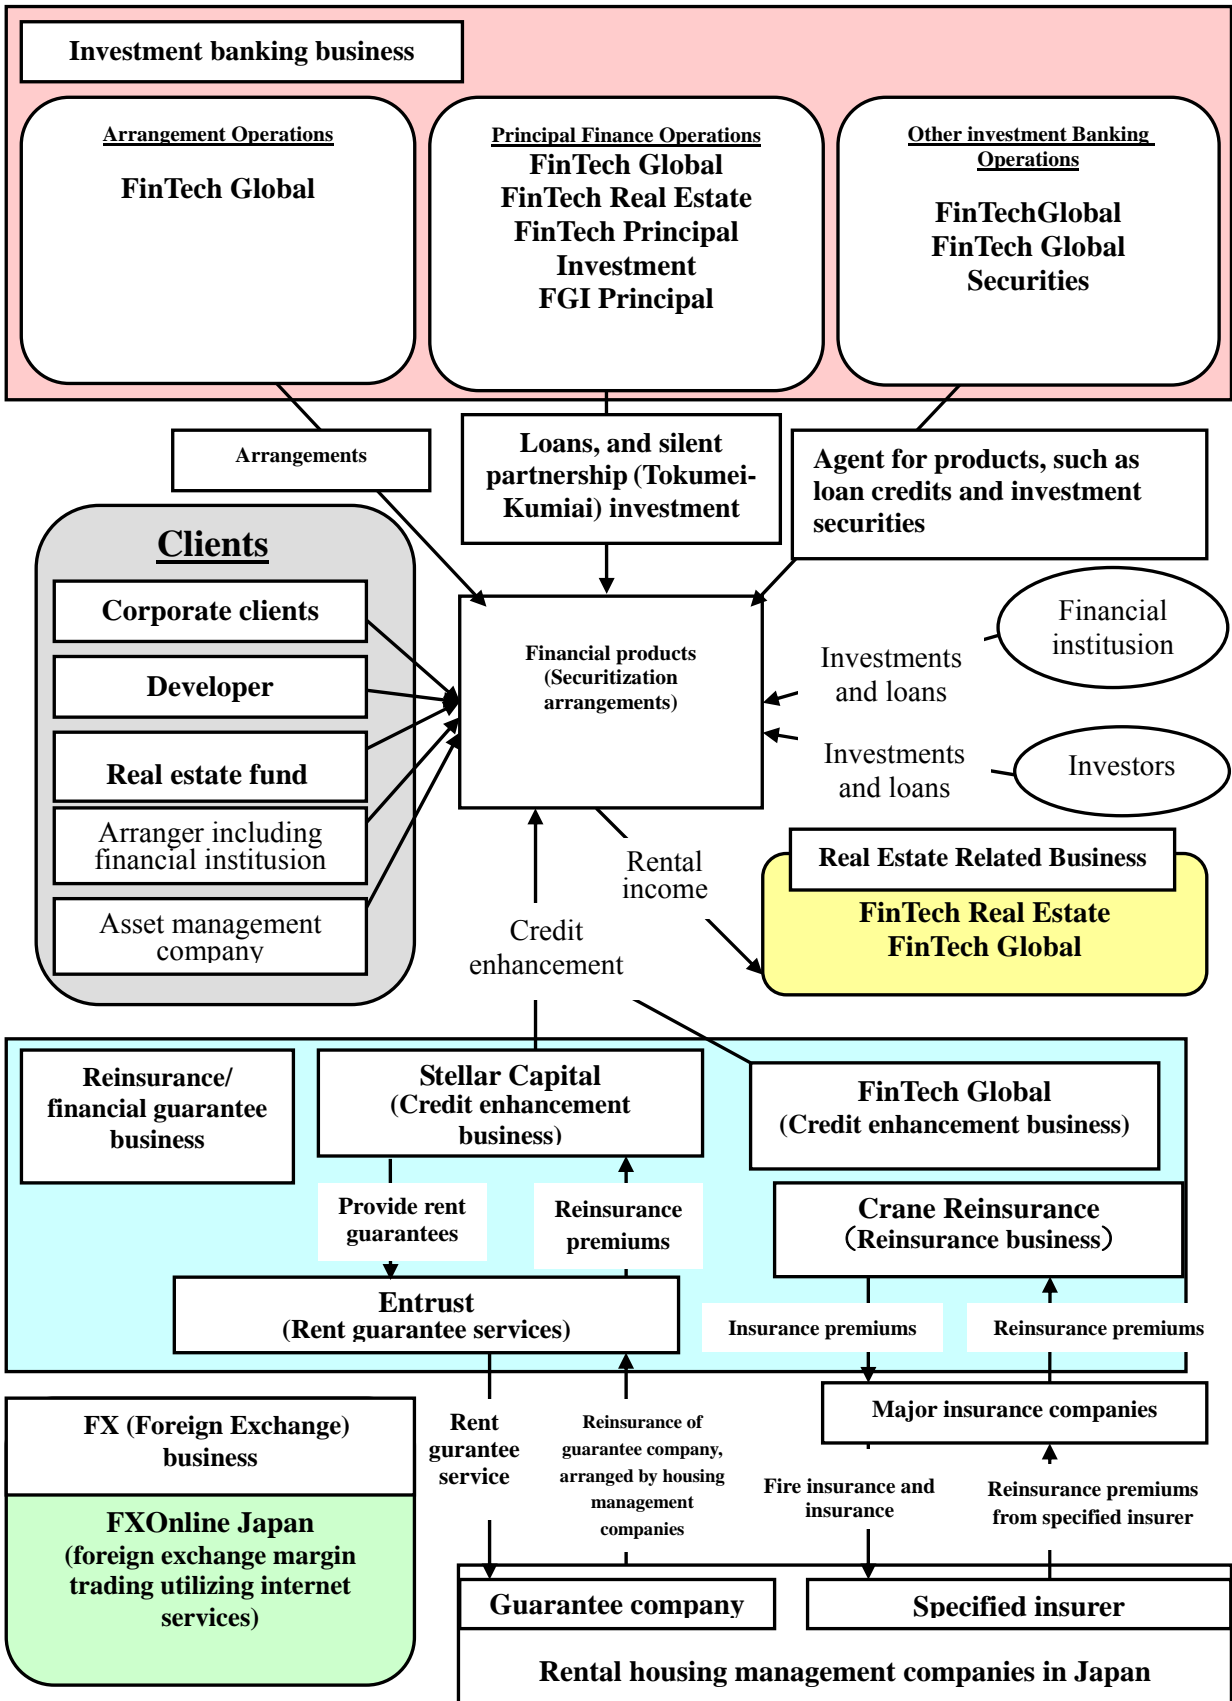 Investment banking business
Arrangement Operations
FinTech Global
Principal Finance Operations
FinTech Global
FinTech Real Estate
FinTech Principal
Investment
FGI Principal
Other investment Banking
Operations
FinTechGlobal
FinTech Global
Securities
Arrangements
Loans, and silent
partnership (Tokumei-
Kumiai) investment
Agent for products, such as
loan credits and investment
securities
Clients
Corporate clients
Developer
Real estate fund
Arranger including
financial institusion
Asset management
company
Financial products
(Securitization
arrangements)
Investments
and loans
Financial
institusion
Investments
and loans
Investors
Rental
income
Real Estate Related Business
FinTech Real Estate
FinTech Global
Credit
enhancement
Reinsurance/
financial guarantee
business
Stellar Capital
(Credit enhancement
business)
FinTech Global
(Credit enhancement business)
Provide rent
guarantees
Reinsurance
premiums
Crane Reinsurance
（Reinsurance business）
Entrust
(Rent guarantee services)
Insurance premiums
Reinsurance premiums
Major insurance companies
FX (Foreign Exchange)
business
FXOnline Japan
(foreign exchange margin
trading utilizing internet
services)
Rent
gurantee
service
Reinsurance of
guarantee company,
arranged by housing
management
companies
Fire insurance and
insurance
Reinsurance premiums
from specified insurer
Guarantee company
Specified insurer
Rental housing management companies in Japan